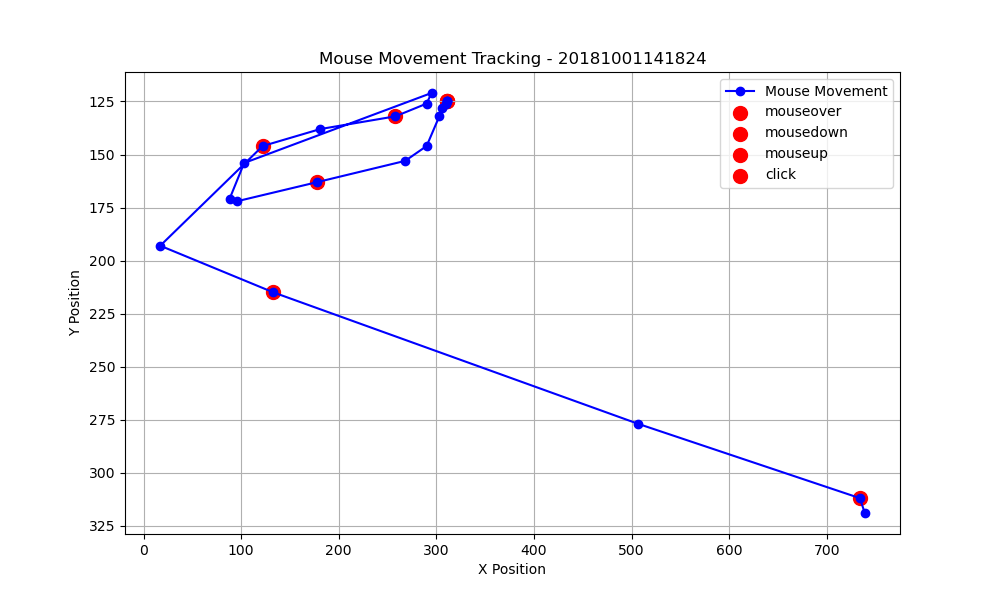 Mouse Movement Tracking - 20181001141824
Mouse Movement
mouseover
mousedown
mouseup
click
Y Position
125
150
175
200
225
250
275
300
325
0 100 200 300 400 500 600 700
X Position